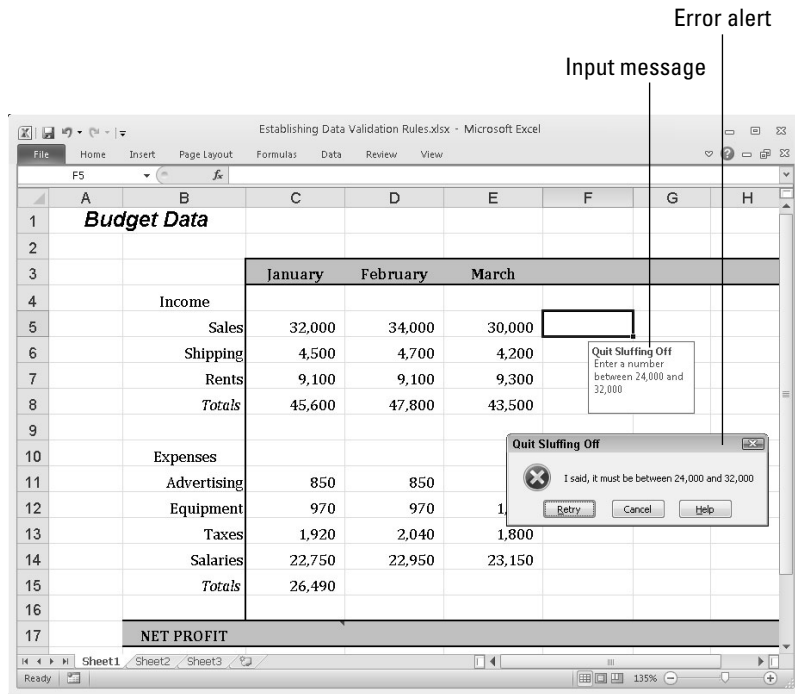 Error alert
Input message
Establishing Data Validation Rules.xlsx - Microsoft Excel
File Home Insert Page Layout Formulas Data Review View
F5 fx
A B C D E F G H
1 Budget Data
2
3 January February March
4 Income
5 Sales 32,000 34,000 30,000
6 Shipping 4,500 4,700 4,200
7 Rents 9,100 9,100 9,300
8 Totals 45,600 47,800 43,500
Quit Sluffing Off
Enter a number
between 24,000 and
32,000
9
10 Expenses
11 Advertising 850 850
12 Equipment 970 970 1,
13 Taxes 1,920 2,040 1,800
14 Salaries 22,750 22,950 23,150
15 Totals 26,490
16
17 NET PROFIT
Quit Sluffing Off
I said, it must be between 24,000 and 32,000
Retry Cancel Help
Sheet1 Sheet2 Sheet3
Ready 135%